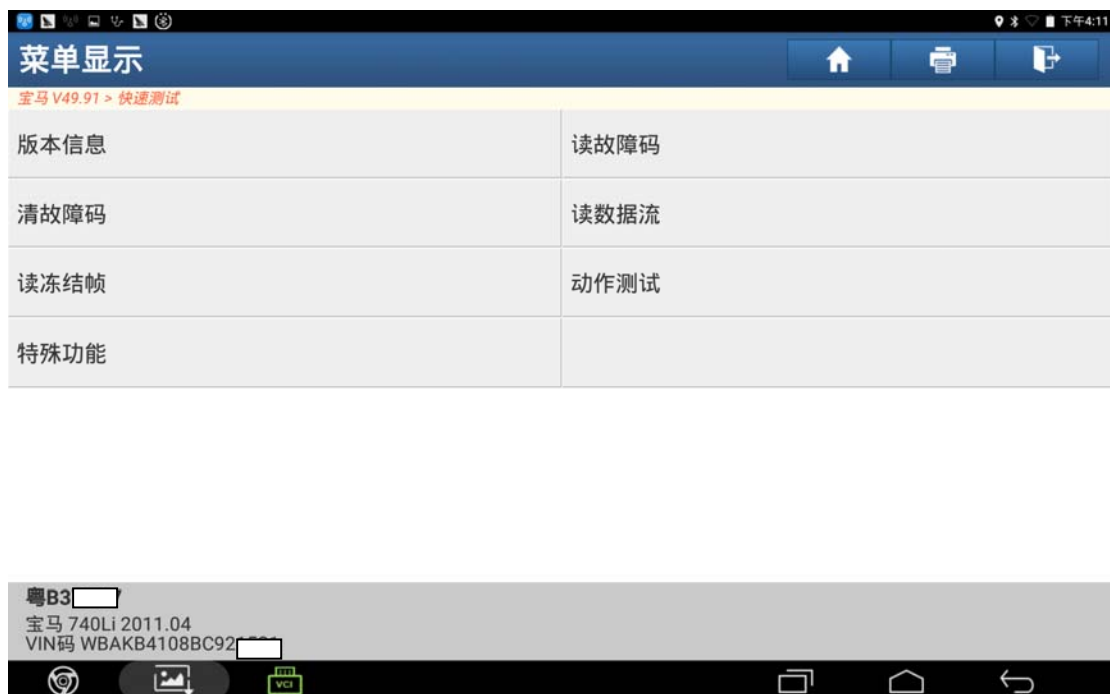 下午4:11
菜单显示
宝马 V49.91 > 快速测试
版本信息
读故障码
清故障码
读数据流
读冻结帧
动作测试
特殊功能
粤B3
宝马 740Li 2011.04
VIN码 WBAKB4108BC92
VCI